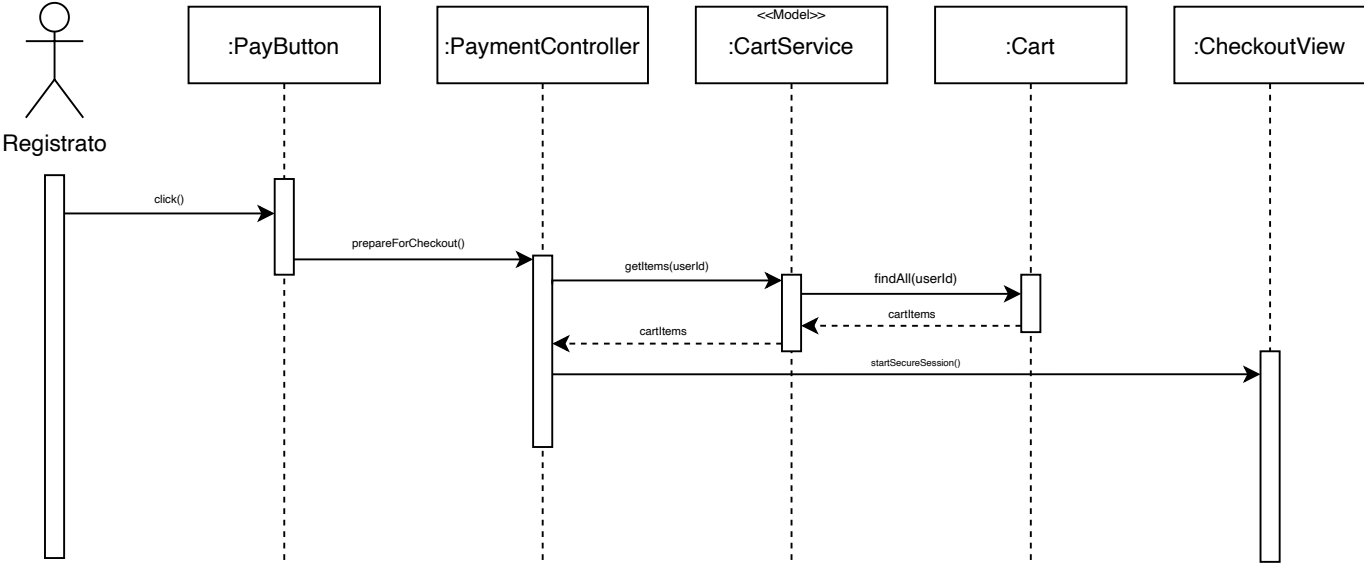 <<Model>>
:PayButton
:PaymentController
:CartService
:Cart
:CheckoutView
Registrato
click()
prepareForCheckout()
getItems(userId)
findAll(userId)
cartItems
cartItems
startSecureSession()